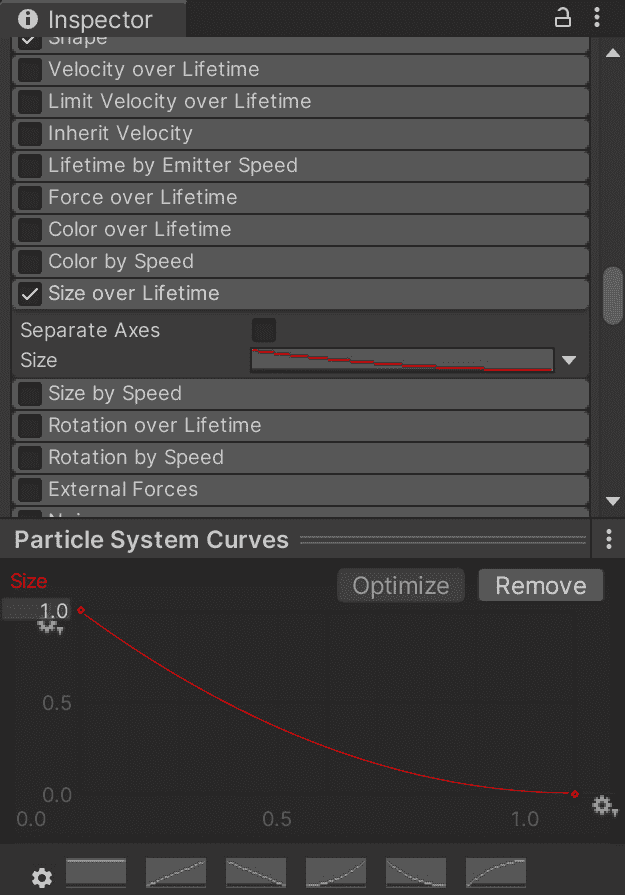 Inspector
Shape
Velocity over Lifetime
Limit Velocity over Lifetime
Inherit Velocity
Lifetime by Emitter Speed
Force over Lifetime
Color over Lifetime
Color by Speed
Size over Lifetime
Separate Axes
Size
Size by Speed
Rotation over Lifetime
Rotation by Speed
External Forces
Particle System Curves
Size
Optimize Remove
1.0
0.5
0.0
0.0 0.5 1.0